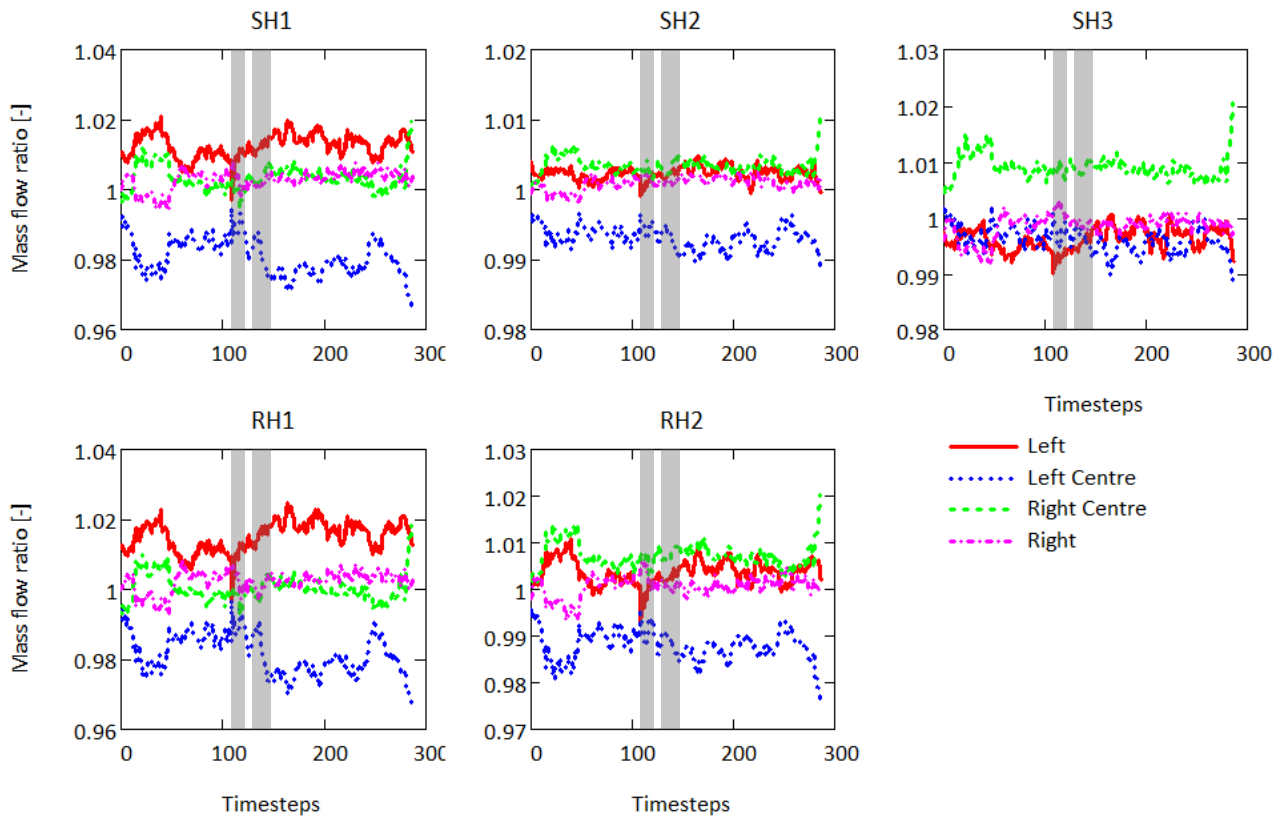 SH1
SH2
SH3
1.04
1.02
1
0.98
0.96
1.02
1.01
1
0.99
0.98
1.03
1.02
1.01
1
0.99
0.98
Mass flow ratio [-]
0 100 200 300
0 100 200 300
0 100 200 300
Timesteps
RH1
RH2
1.04
1.02
1
0.98
0.96
1.03
1.02
1.01
1
0.99
0.98
0.97
Mass flow ratio [-]
Left
Left Centre
Right Centre
Right
0 100 200 300
0 100 200 300
Timesteps
Timesteps